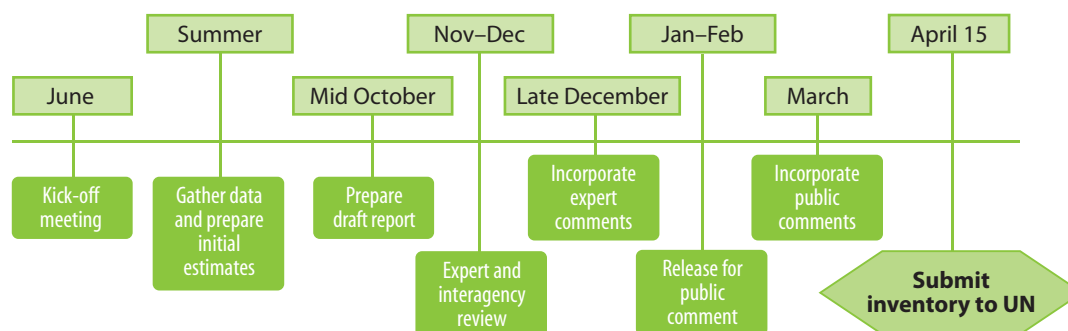 Summer
Nov–Dec
Jan–Feb
April 15
June
Mid October
Late December
March
Kick-off
meeting
Gather data
and prepare
initial
estimates
Prepare
draft report
Expert and
interagency
review
Incorporate
expert
comments
Release for
public
comment
Incorporate
public
comments
Submit
inventory to UN